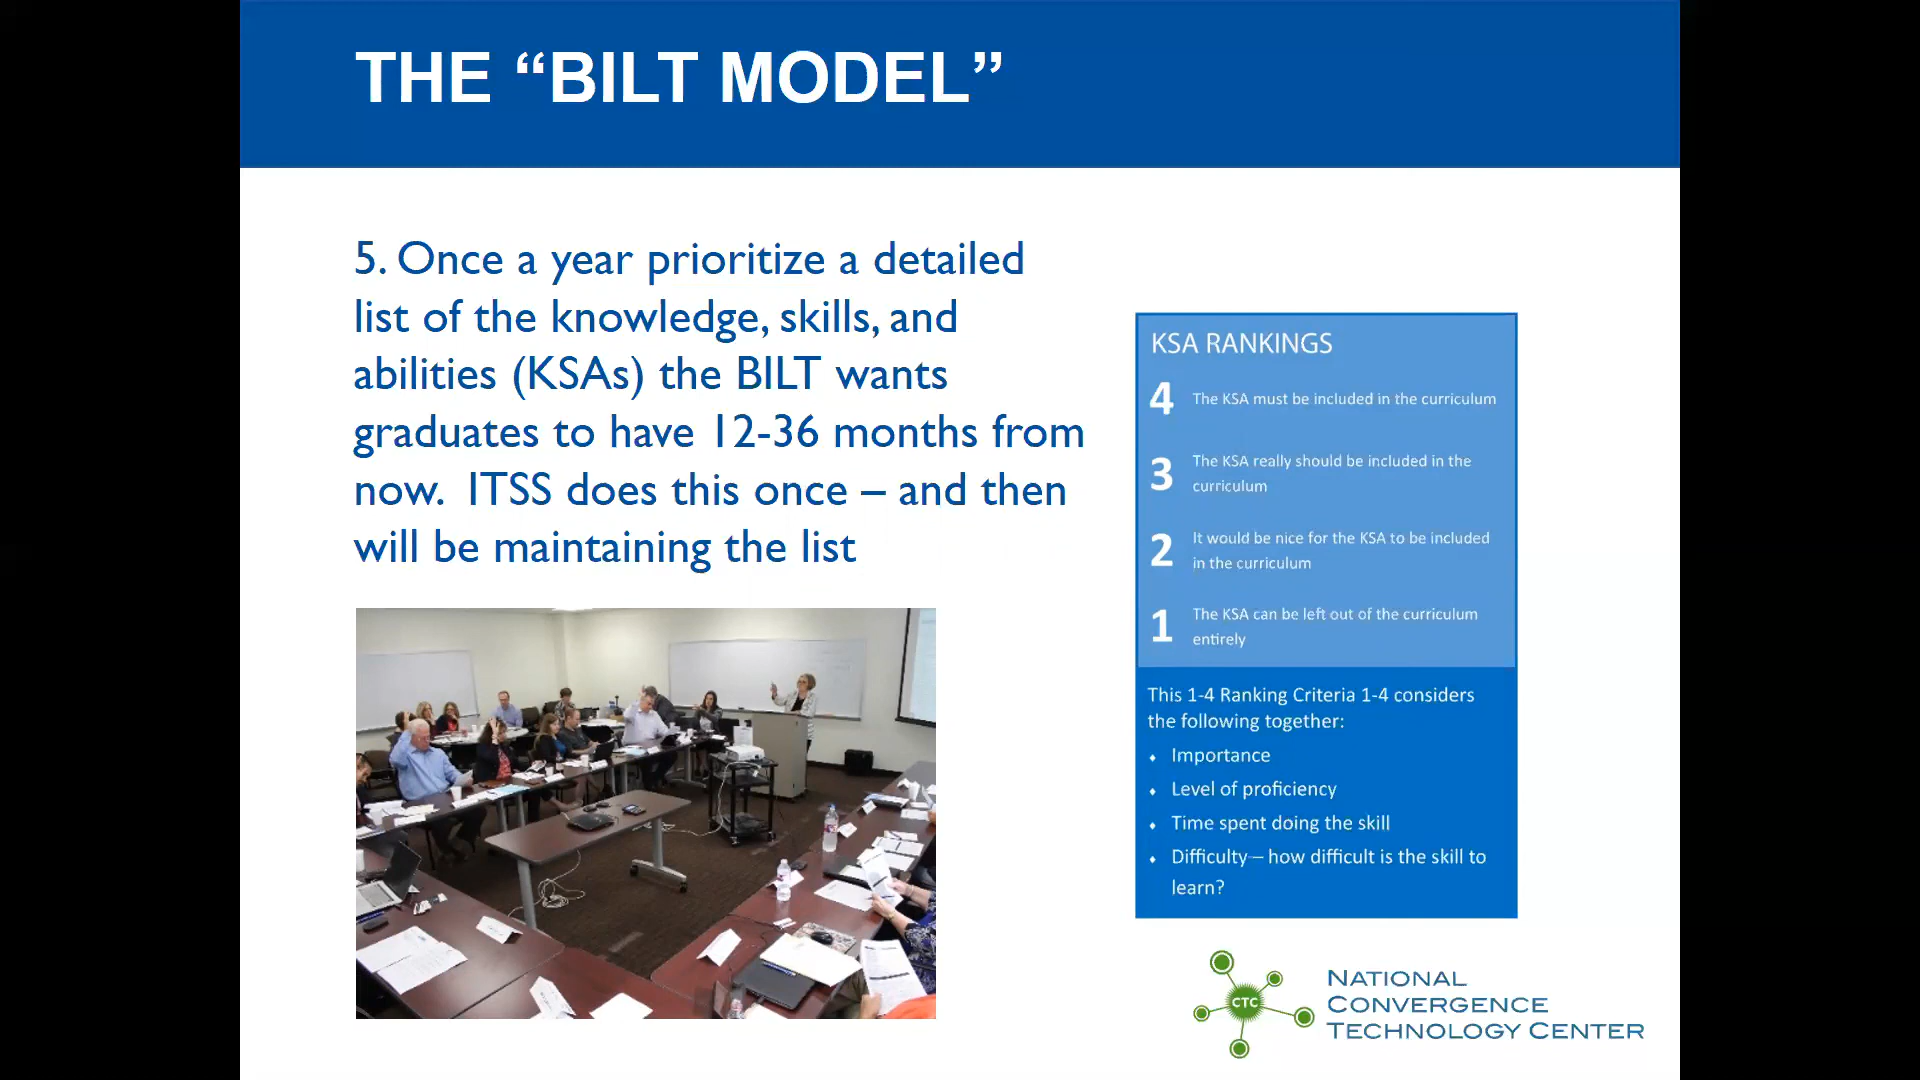 THE “BILT MODEL”
5. Once a year prioritize a detailed
list of the knowledge, skills, and
abilities (KSAs) the BILT wants
graduates to have 12-36 months from
now.  ITSS does this once – and then
will be maintaining the list
KSA RANKINGS
4 The KSA must be included in the curriculum
3 The KSA really should be included in the
curriculum
2 It would be nice for the KSA to be included
in the curriculum
1 The KSA can be left out of the curriculum
entirely
This 1-4 Ranking Criteria 1-4 considers
the following together:
⬧ Importance
⬧ Level of proficiency
⬧ Time spent doing the skill
⬧ Difficulty— how difficult is the skill to
learn?
CTC
NATIONAL
CONVERGENCE
TECHNOLOGY CENTER